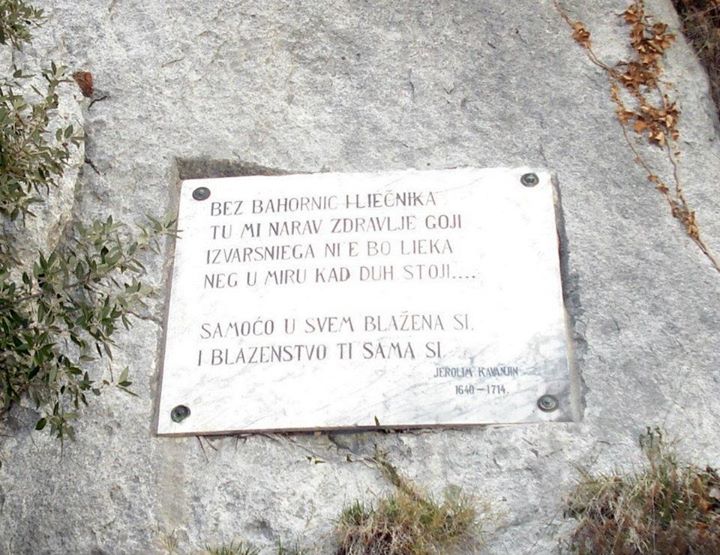 BEZ BAHORNIC I LIEČNIKA
TU MI NARAV ZDRAVLJE GOJI
IZVARSNIEGA NI E BO LIEKA
NEG U MIRU KAD DUH STOJI....
SAMOĆO U SVEM BLAŽENA SI,
I BLAZENSTVO TI SAMA SI.
JEROLIM KAVANJIN
1640-1714.